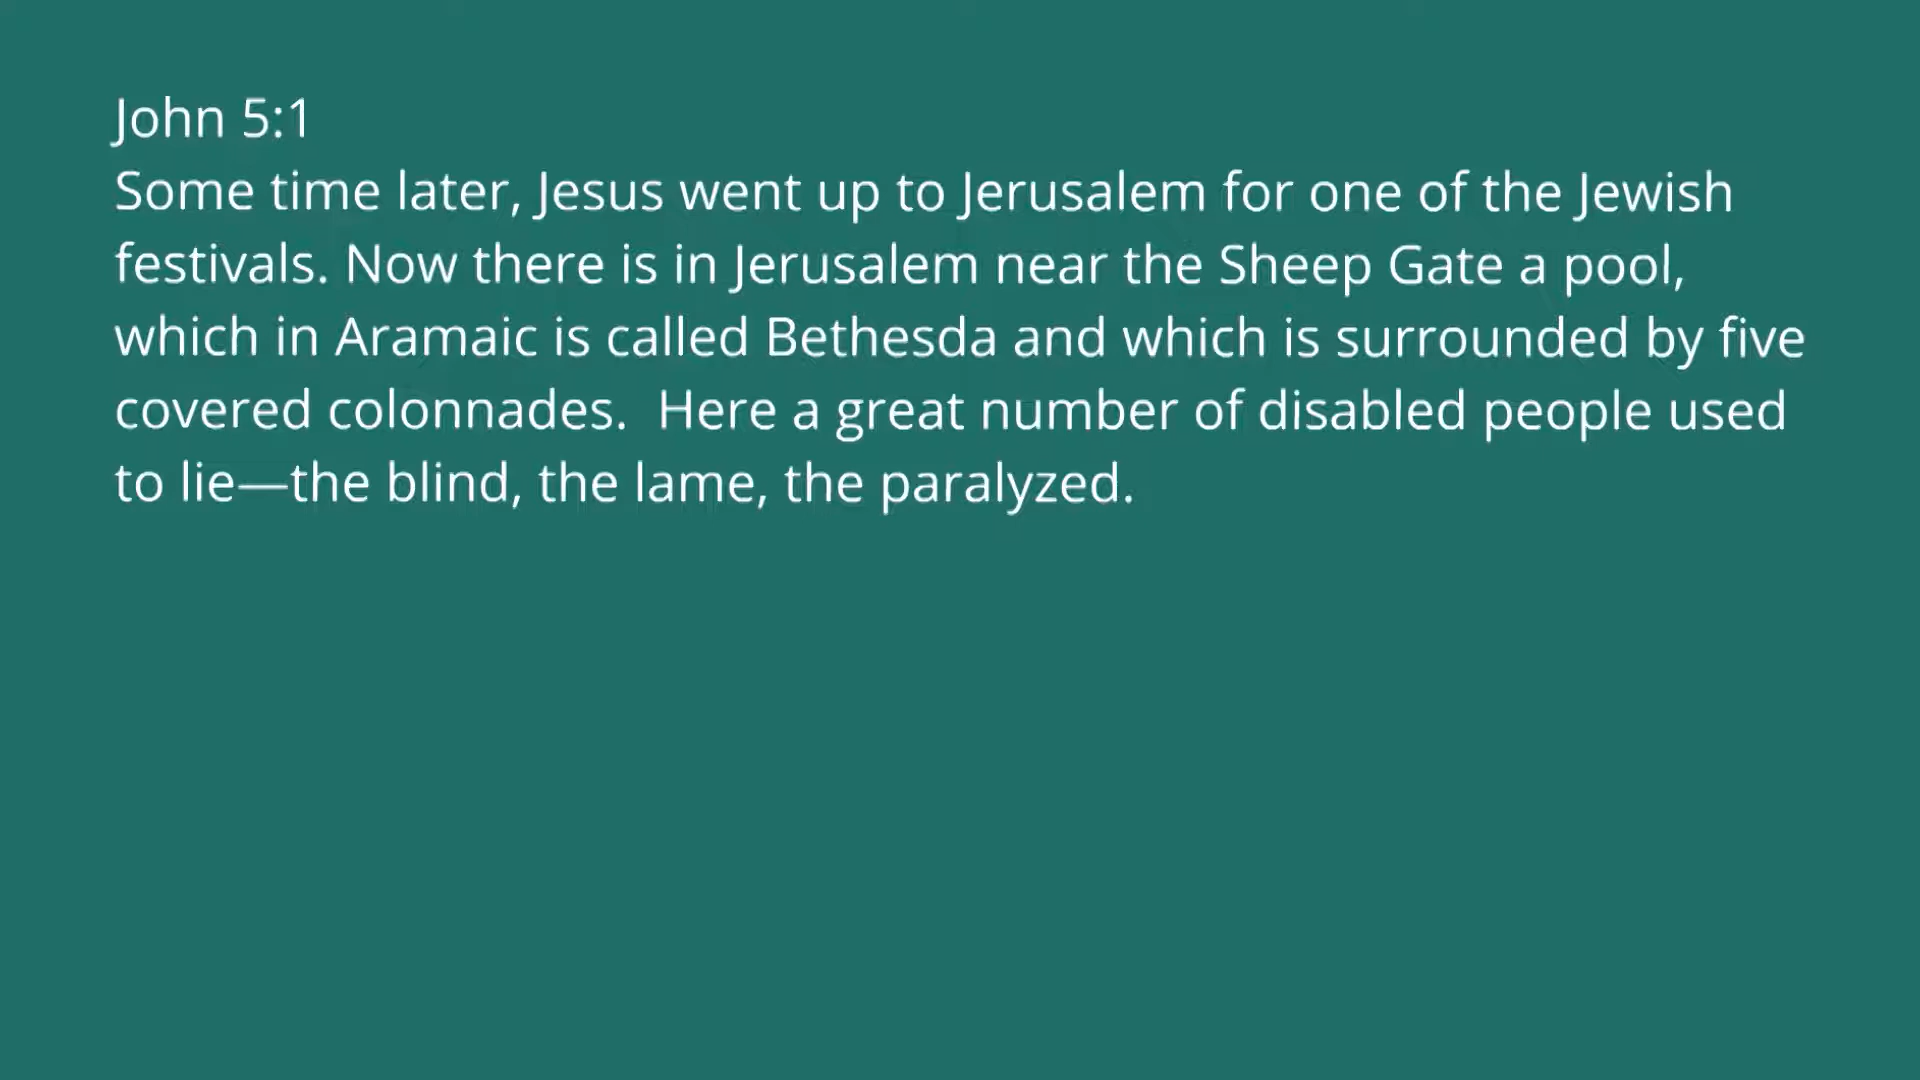 John 5:1
Some time later, Jesus went up to Jerusalem for one of the Jewish
festivals. Now there is in Jerusalem near the Sheep Gate a pool,
which in Aramaic is called Bethesda and which is surrounded by five
covered colonnades.  Here a great number of disabled people used
to lie—the blind, the lame, the paralyzed.